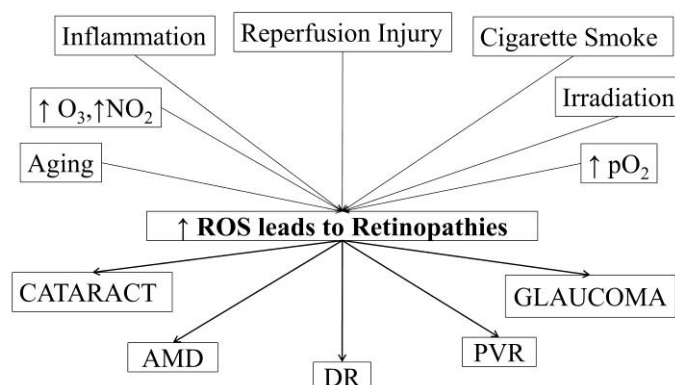 Inflammation
Reperfusion Injury
Cigarette Smoke
↑ O₃,↑NO₂
Irradiation
Aging
↑ pO₂
↑ ROS leads to Retinopathies
CATARACT
GLAUCOMA
AMD
DR
PVR